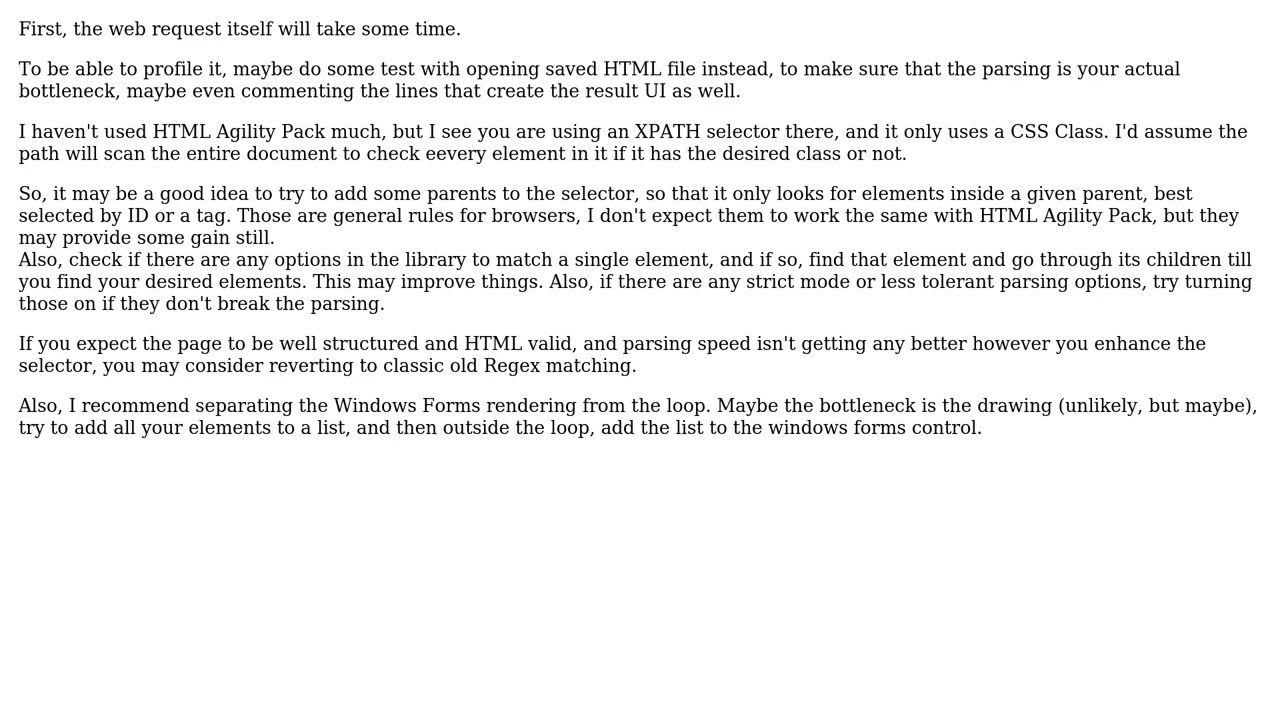 First, the web request itself will take some time.
To be able to profile it, maybe do some test with opening saved HTML file instead, to make sure that the parsing is your actual
bottleneck, maybe even commenting the lines that create the result UI as well.
I haven't used HTML Agility Pack much, but I see you are using an XPATH selector there, and it only uses a CSS Class. I'd assume the
path will scan the entire document to check eevery element in it if it has the desired class or not.
So, it may be a good idea to try to add some parents to the selector, so that it only looks for elements inside a given parent, best
selected by ID or a tag. Those are general rules for browsers, I don't expect them to work the same with HTML Agility Pack, but they
may provide some gain still.
Also, check if there are any options in the library to match a single element, and if so, find that element and go through its children till
you find your desired elements. This may improve things. Also, if there are any strict mode or less tolerant parsing options, try turning
those on if they don't break the parsing.
If you expect the page to be well structured and HTML valid, and parsing speed isn't getting any better however you enhance the
selector, you may consider reverting to classic old Regex matching.
Also, I recommend separating the Windows Forms rendering from the loop. Maybe the bottleneck is the drawing (unlikely, but maybe),
try to add all your elements to a list, and then outside the loop, add the list to the windows forms control.